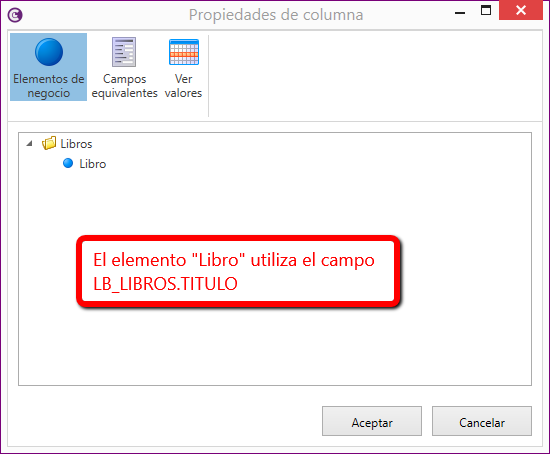 Propiedades de columna
Elementos de
negocio
Campos
equivalentes
Ver
valores
Libros
Libro
El elemento "Libro" utiliza el campo
LB_LIBROS.TITULO
Aceptar
Cancelar